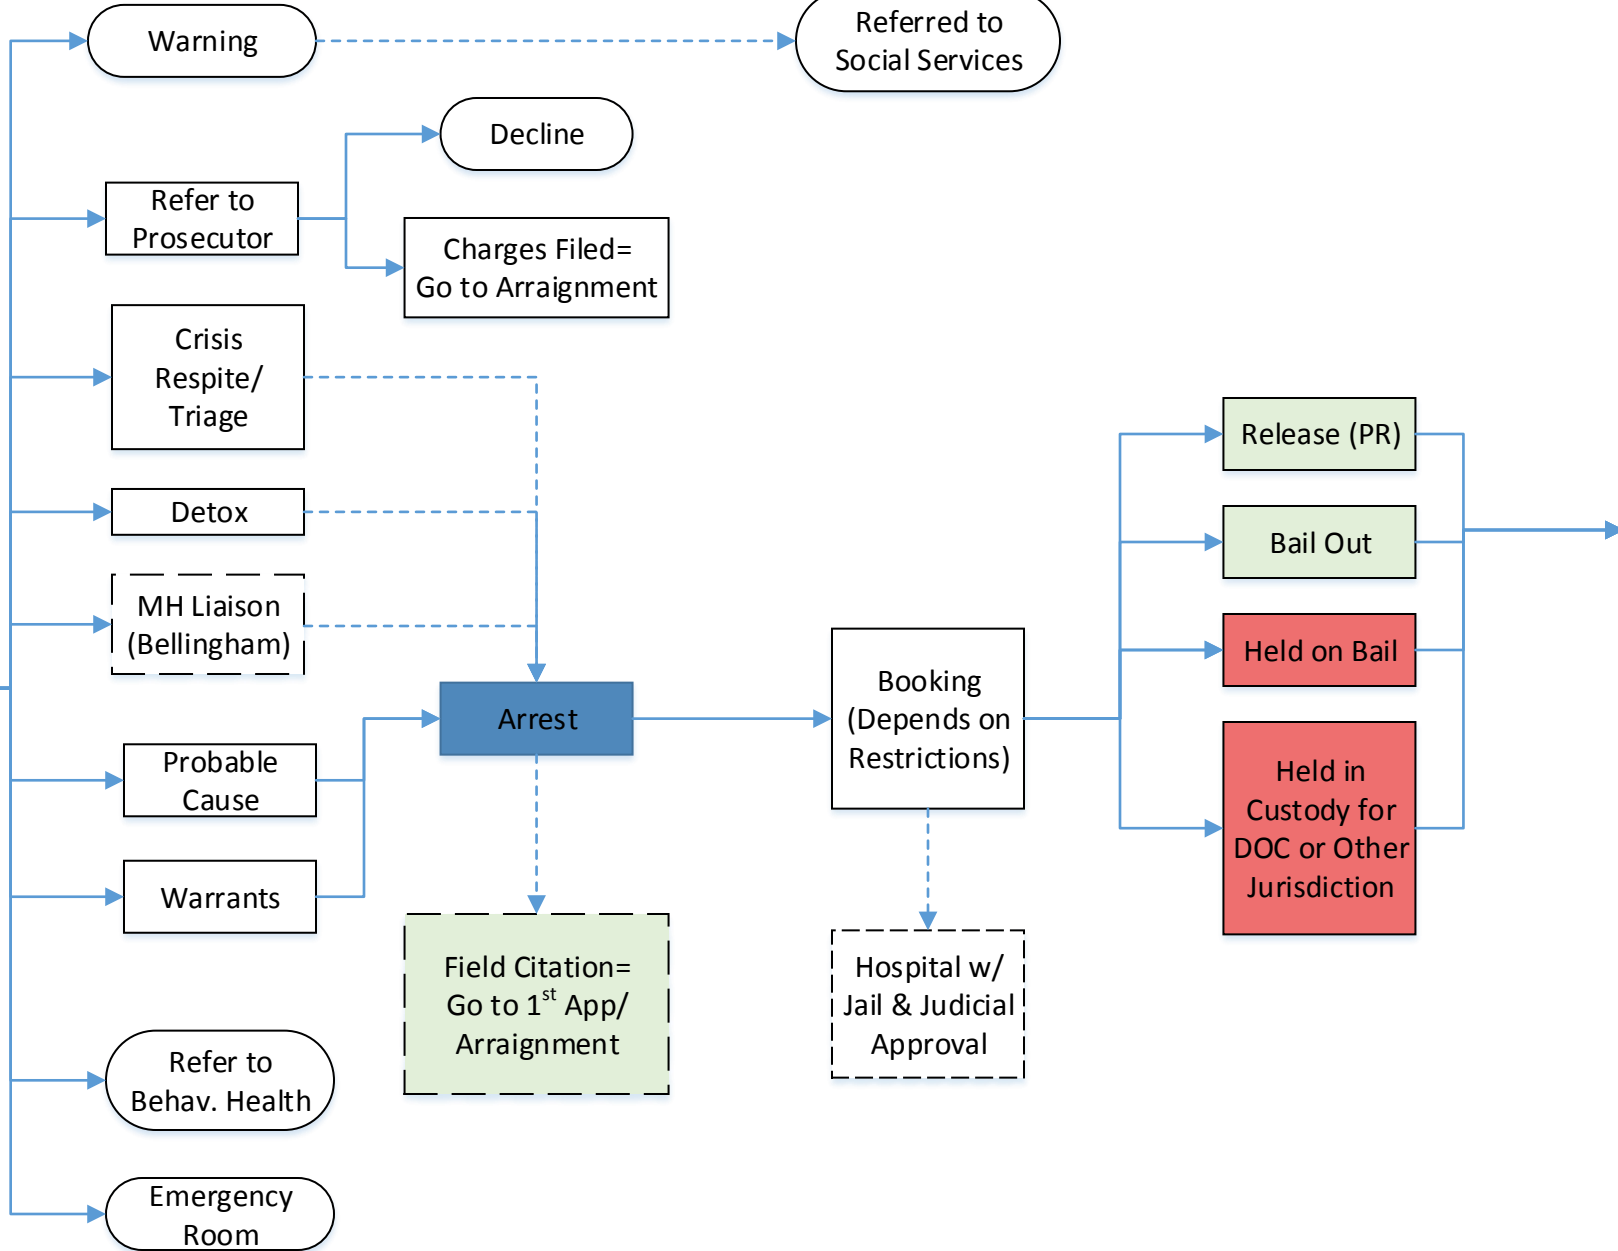 Warning
Referred to
Social Services
Decline
Refer to
Prosecutor
Charges Filed=
Go to Arraignment
Crisis
Respite/
Triage
Detox
MH Liaison
(Bellingham)
Arrest
Probable
Cause
Warrants
Field Citation=
Go to 1st App/
Arraignment
Booking
(Depends on
Restrictions)
Hospital w/
Jail & Judicial
Approval
Release (PR)
Bail Out
Held on Bail
Held in
Custody for
DOC or Other
Jurisdiction
Refer to
Behav. Health
Emergency
Room